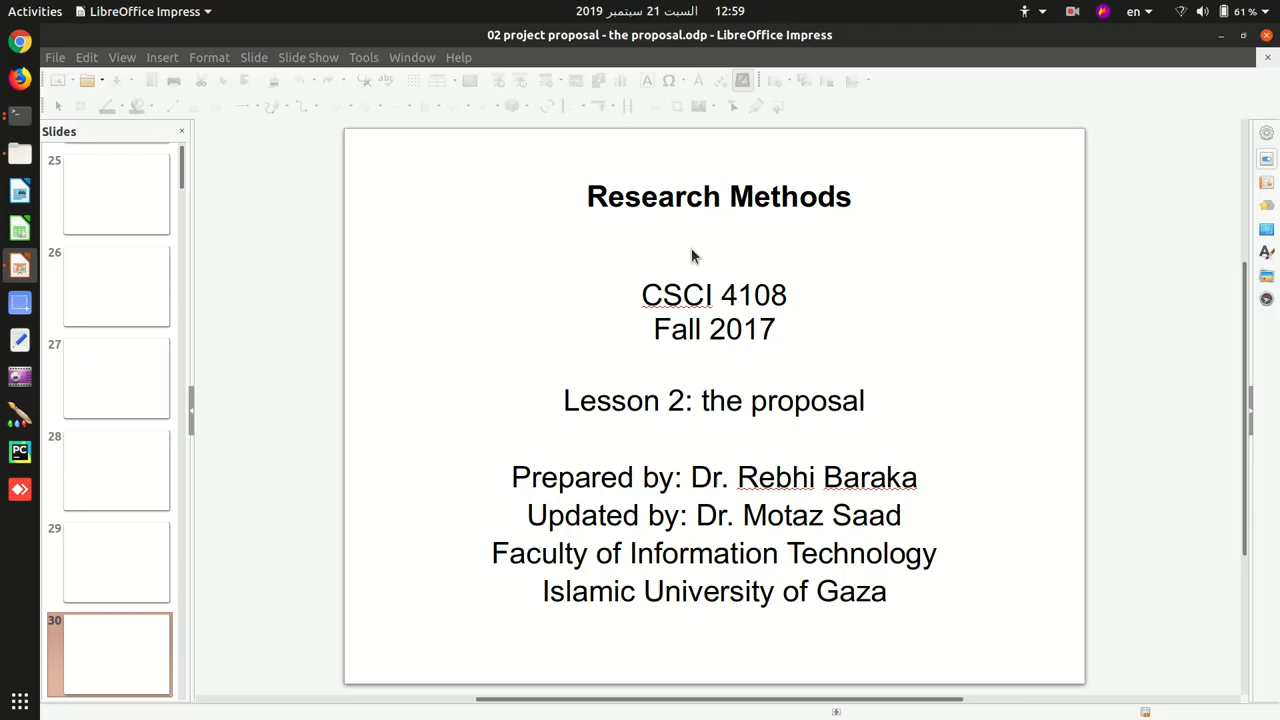 Activities LibreOffice Impress السبت 21 سبتمبر 2019 12:59 en 61 %
02 project proposal - the proposal.odp - LibreOffice Impress
File Edit View Insert Format Slide Slide Show Tools Window Help
Slides
25
26
27
28
29
30
Research Methods
CSCI 4108
Fall 2017
Lesson 2: the proposal
Prepared by: Dr. Rebhi Baraka
Updated by: Dr. Motaz Saad
Faculty of Information Technology
Islamic University of Gaza